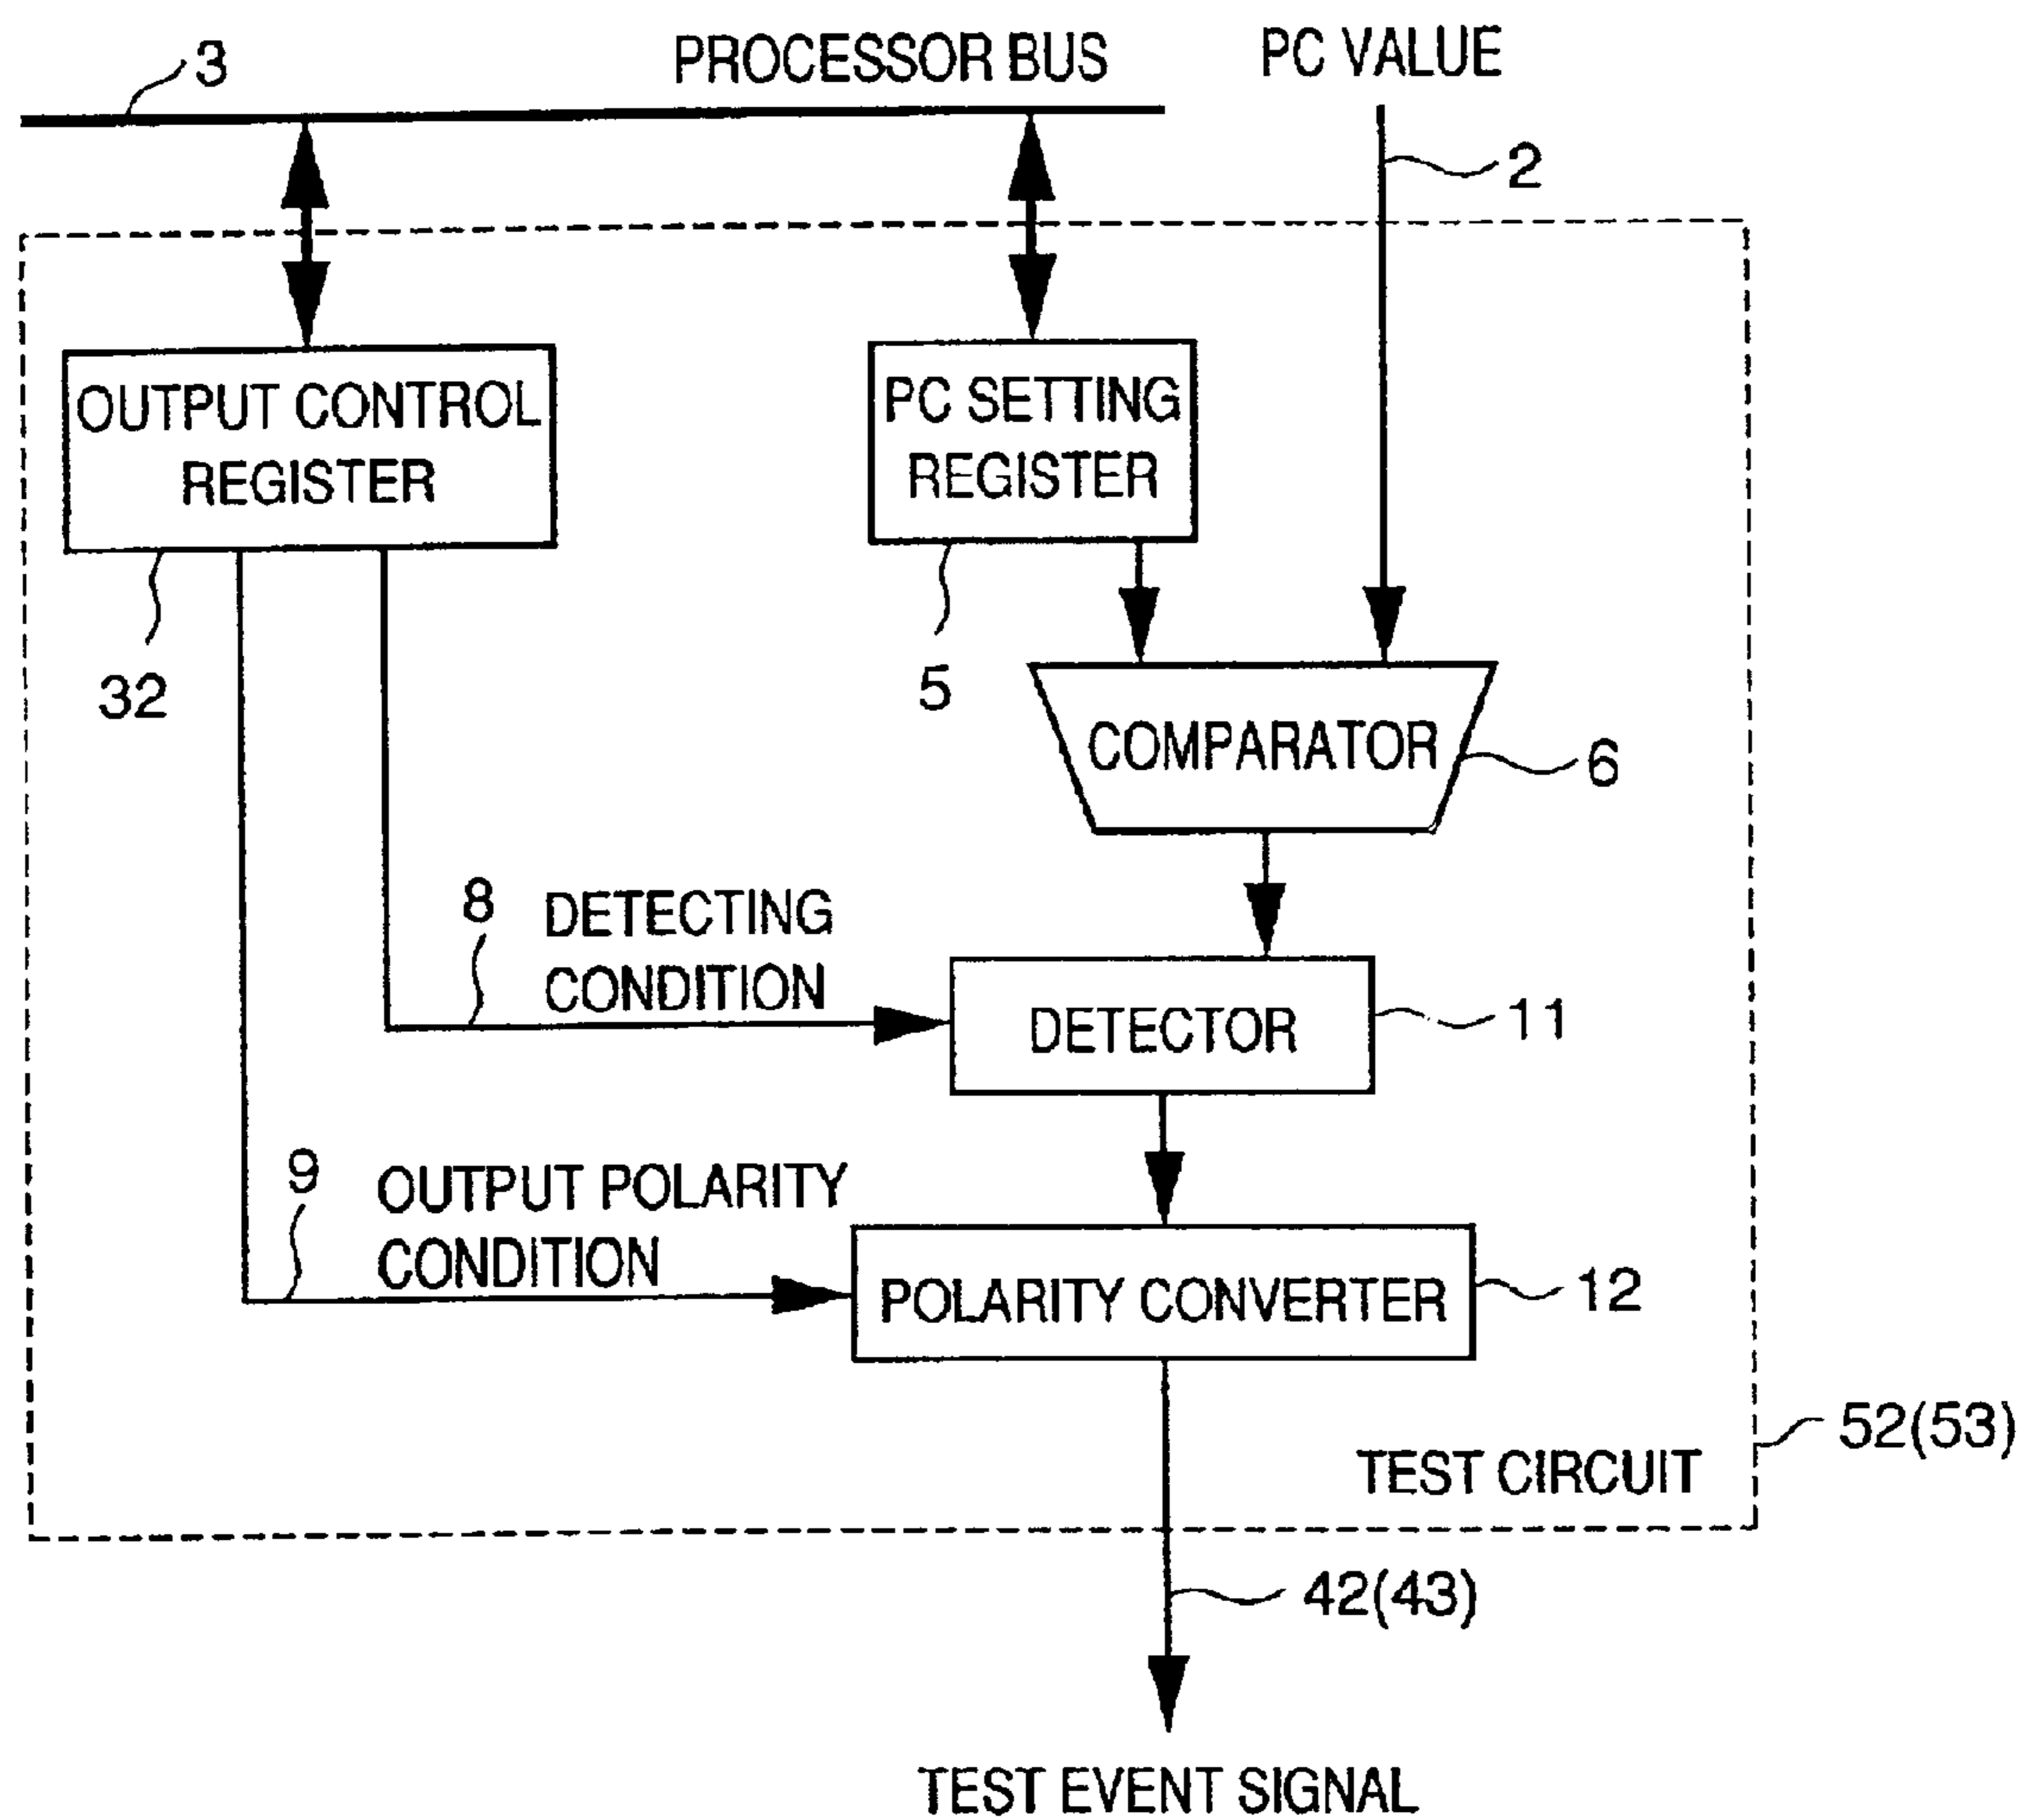 3
PROCESSOR BUS
PC VALUE
2
OUTPUT CONTROL
REGISTER
PC SETTING
REGISTER
32
5
COMPARATOR
6
8
DETECTING
CONDITION
DETECTOR
11
9
OUTPUT POLARITY
CONDITION
POLARITY CONVERTER
12
52(53)
TEST CIRCUIT
42(43)
TEST EVENT SIGNAL